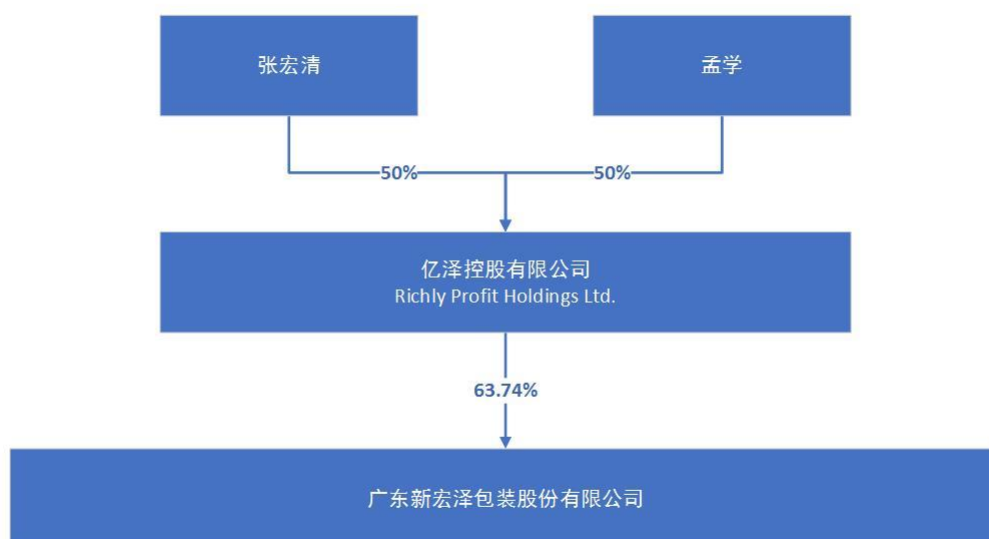 张宏清
孟学
50%
50%
亿泽控股有限公司
Richly Profit Holdings Ltd.
63.74%
广东新宏泽包装股份有限公司